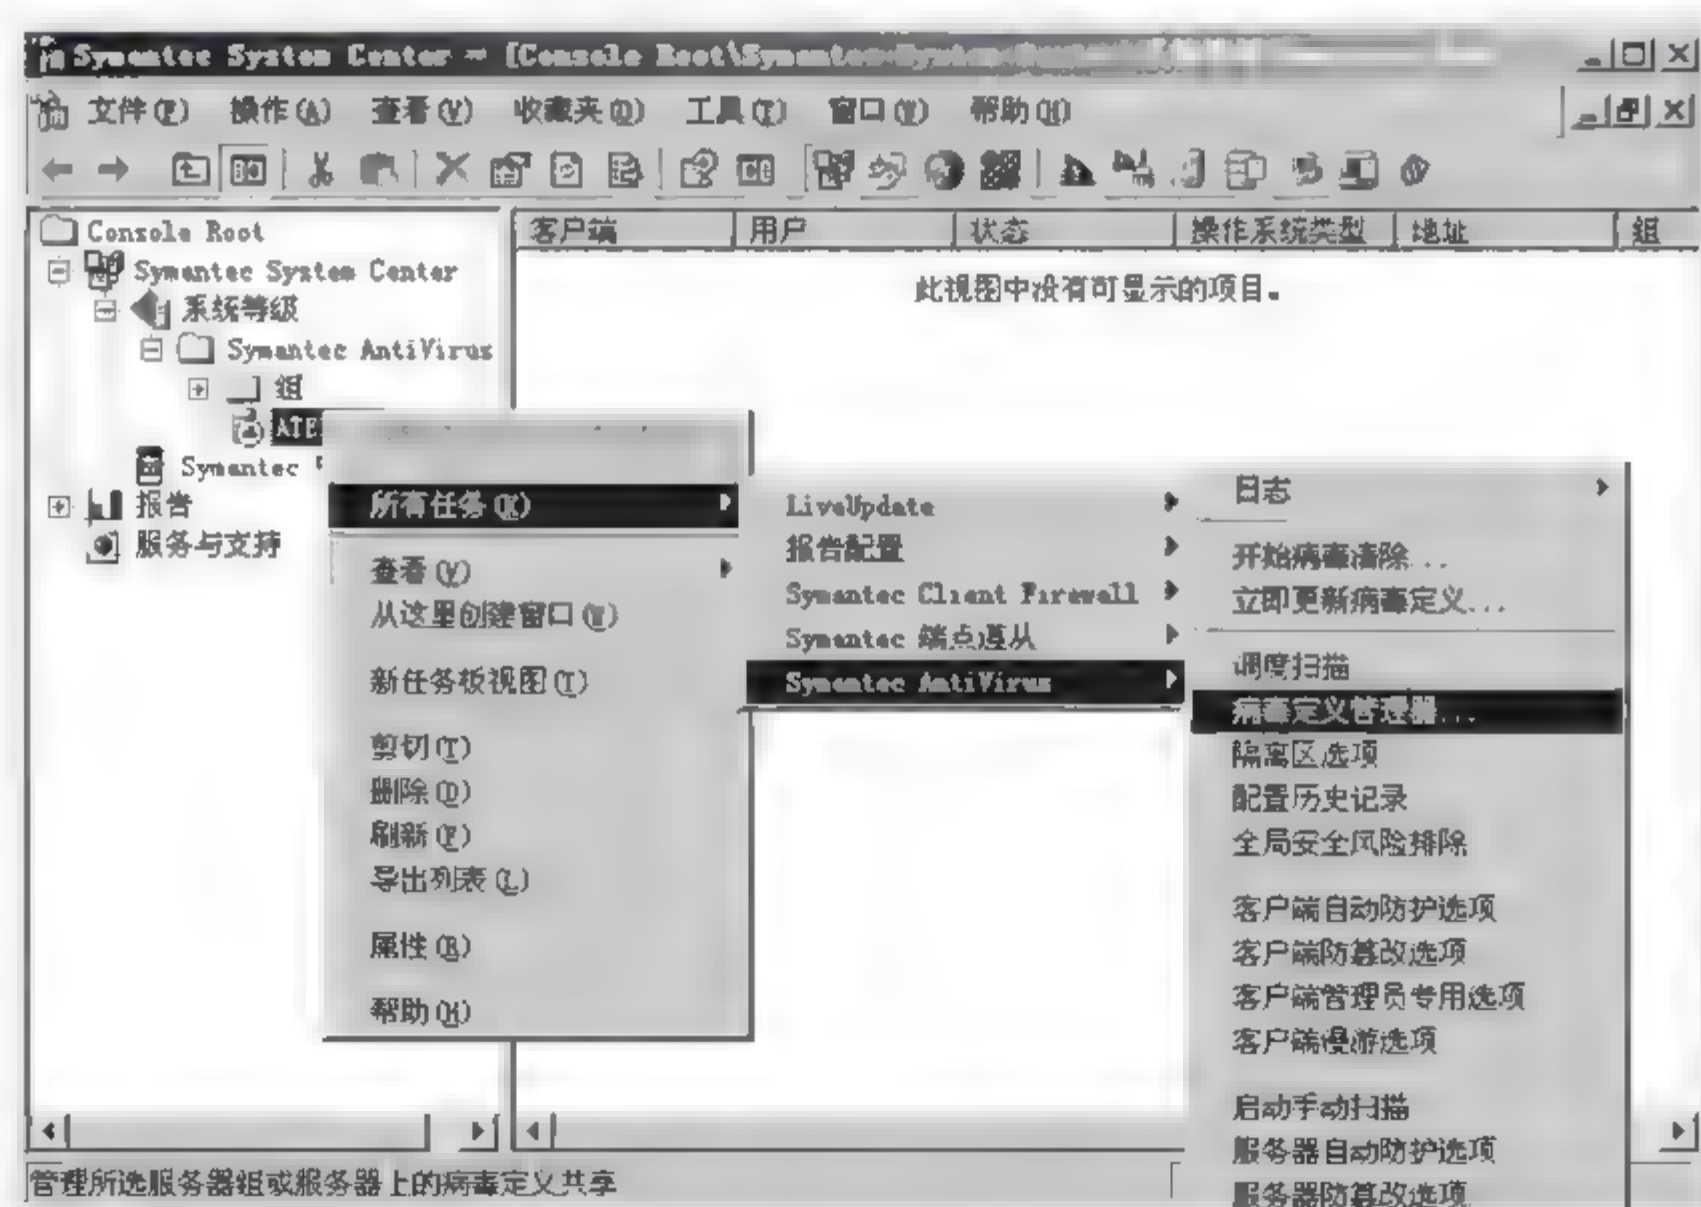 Symantec System Center - [Console Root\Symantec System Center\
文件(F) 操作(A) 查看(V) 收藏夹(O) 工具(T) 窗口(W) 帮助(H)
Console Root
Symantec System Center
系统等级
Symantec AntiVirus
组
ATE
Symantec
报告
服务与支持
客户端 用户 状态 操作系统类型 地址 组
此视图中没有可显示的项目。
所有任务(K)
查看(V)
从这里创建窗口(W)
新任务板视图(T)
剪切(T)
删除(D)
刷新(F)
导出列表(L)
属性(R)
帮助(H)
LiveUpdate
报告配置
Symantec Client Firewall
Symantec 端点遵从
Symantec AntiVirus
日志
开始病毒清除...
立即更新病毒定义...
调度扫描
病毒定义管理器...
隔离区选项
配置历史记录
全局安全风险排除
客户端自动防护选项
客户端防篡改选项
客户端管理员专用选项
客户端漫游选项
启动手动扫描
服务器自动防护选项
服务器防篡改选项
管理所选服务器组或服务器上的病毒定义共享